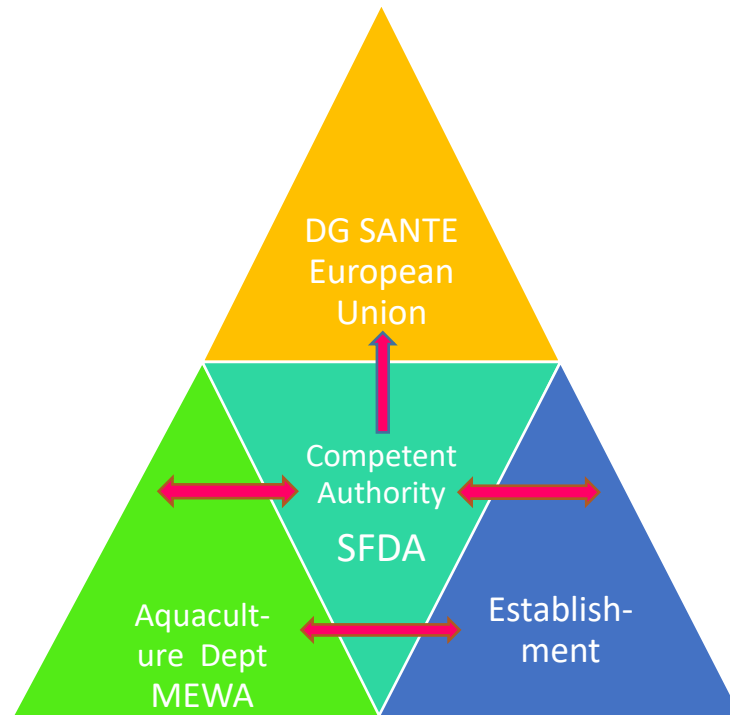 DG SANTE
European
Union
Competent
Authority
SFDA
Aquacult-
ure Dept
MEWA
Establish-
ment